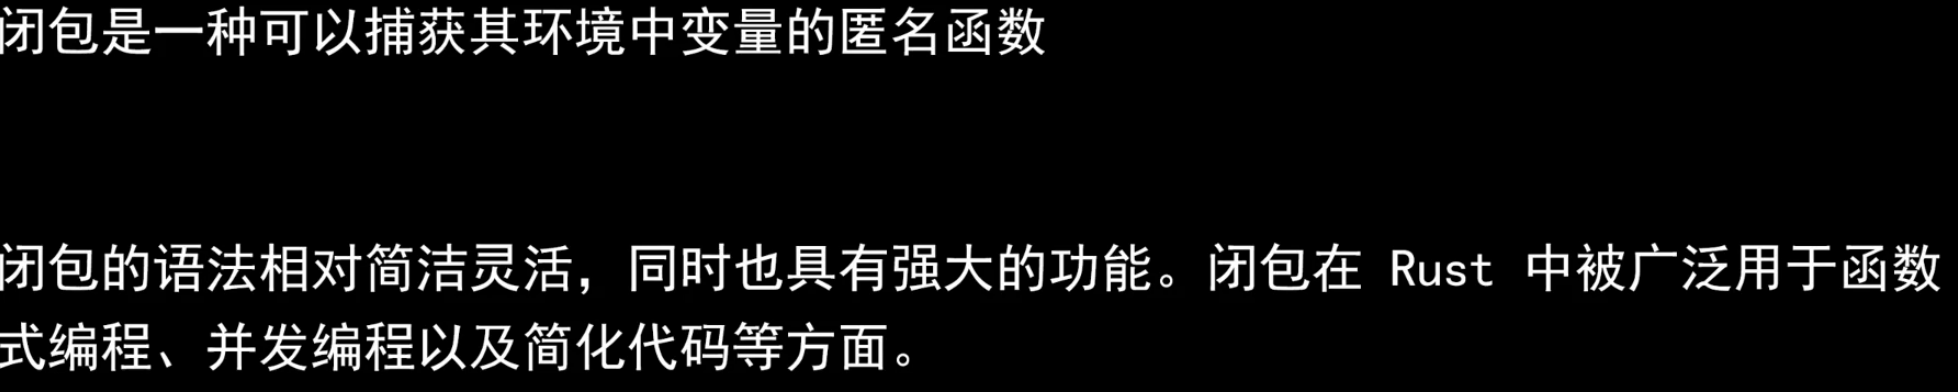 闭包是一种可以捕获其环境中变量的匿名函数
闭包的语法相对简洁灵活，同时也具有强大的功能。闭包在 Rust 中被广泛用于函数
式编程、并发编程以及简化代码等方面。